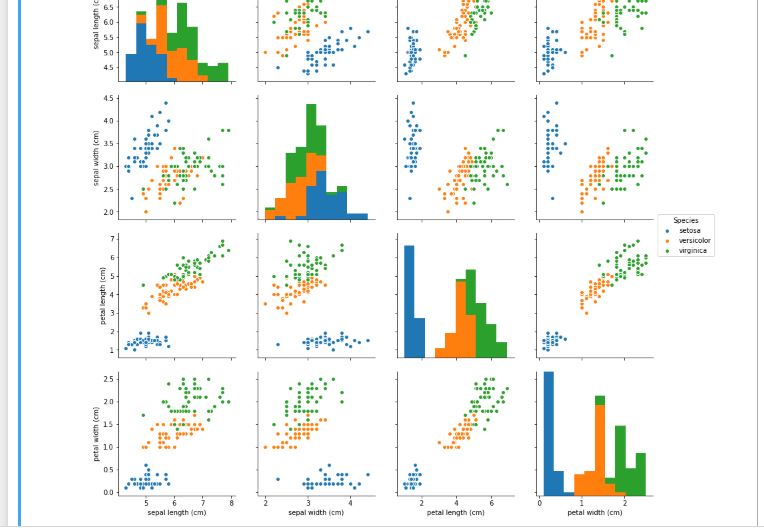 sepal length (c
6.5
6.0
5.5
5.0
4.5
sepal width (cm)
4.5
4.0
3.5
3.0
2.5
2.0
Species
setosa
versicolor
virginica
petal length (cm)
7
6
5
4
3
2
1
petal width (cm)
2.5
2.0
1.5
1.0
0.5
0.0
5 6 7 8
2 3 4
2 4 6
0 1 2
sepal length (cm)
sepal width (cm)
petal length (cm)
petal width (cm)